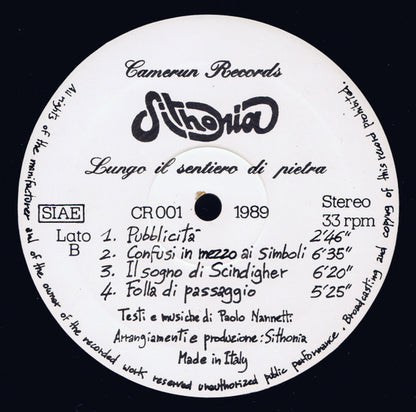 Camerun Records
Sithonia
Lungo il sentiero di pietra
SIAE
CR 001
1989
Stereo
33 rpm
Lato
B
1. Pubblicità 2'46"
2. Confusi in mezzo ai simboli 6'35"
3. Il sogno di Scindigher 6'20"
4. Folla di passaggio 5'25"
Testi e musiche di Paolo Nannetti
Arrangiamenti e produzione: Sithonia
Made in Italy
All rights of the manufacturer and of the owner of the recorded work reserved unauthorized public performance. Broadcasting and copying of this record prohibited.